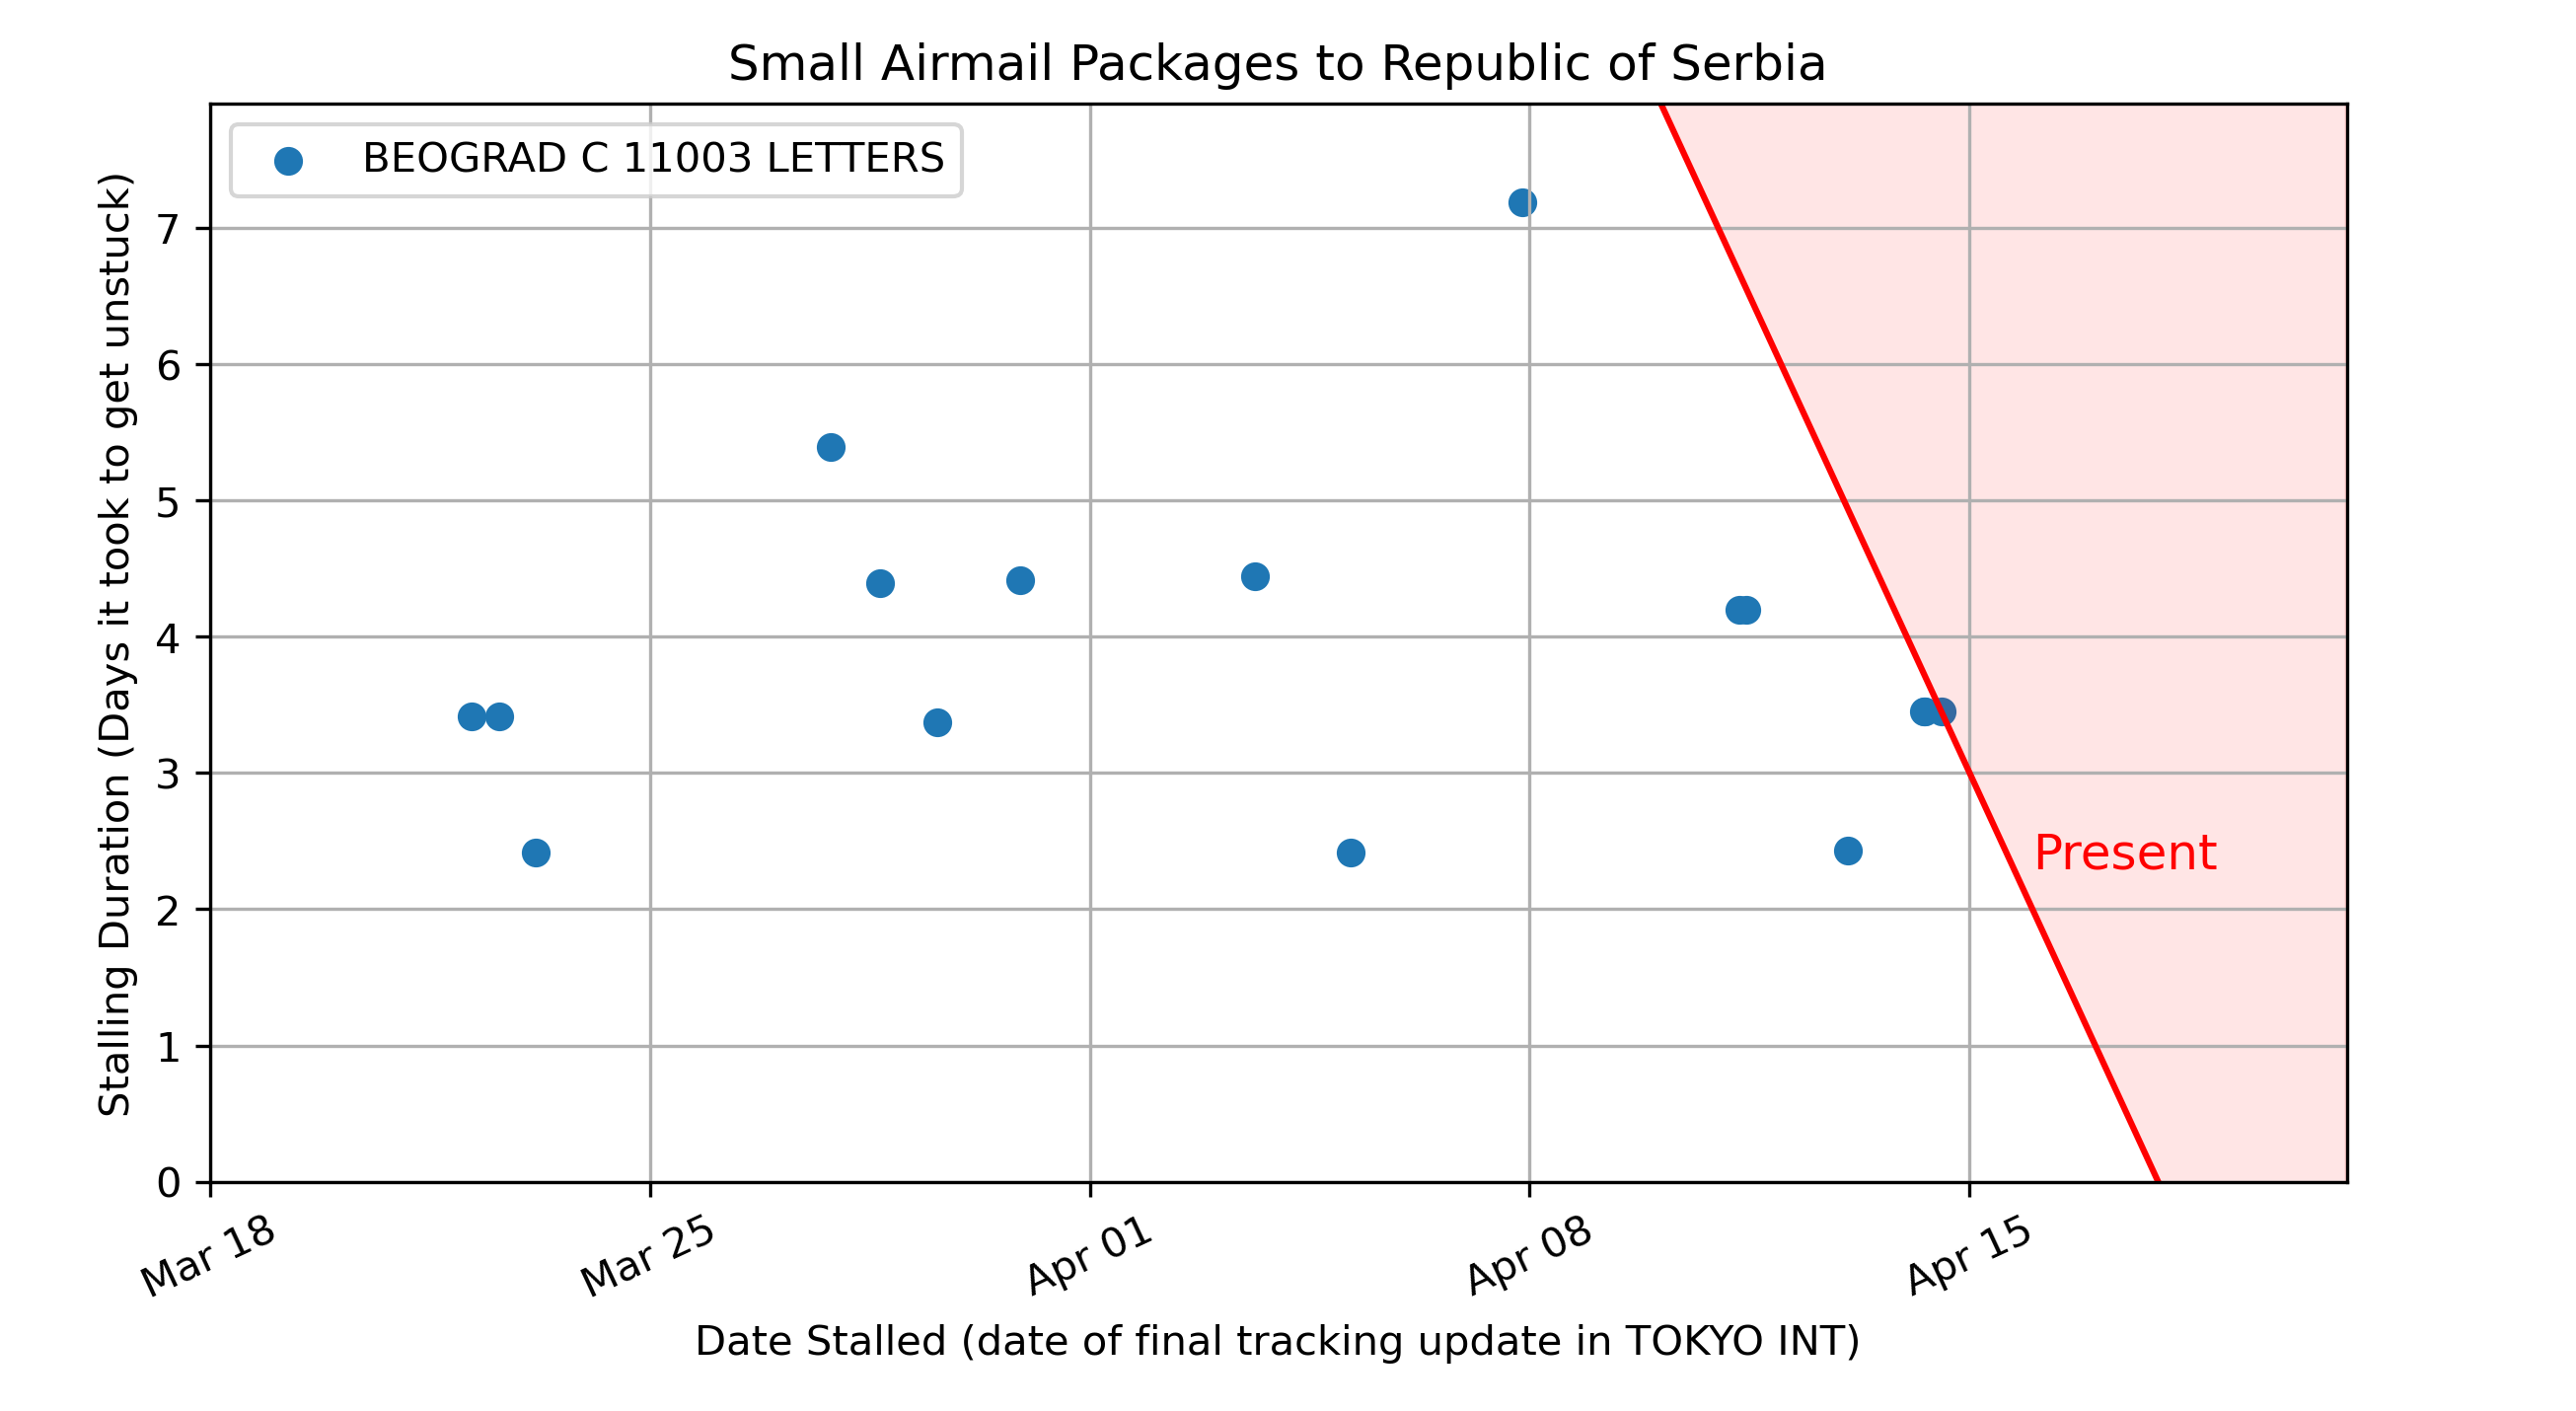 Small Airmail Packages to Republic of Serbia
BEOGRAD C 11003 LETTERS
Stalling Duration (Days it took to get unstuck)
7
6
5
4
3
2
1
0
Present
Mar 18
Mar 25
Apr 01
Apr 08
Apr 15
Date Stalled (date of final tracking update in TOKYO INT)